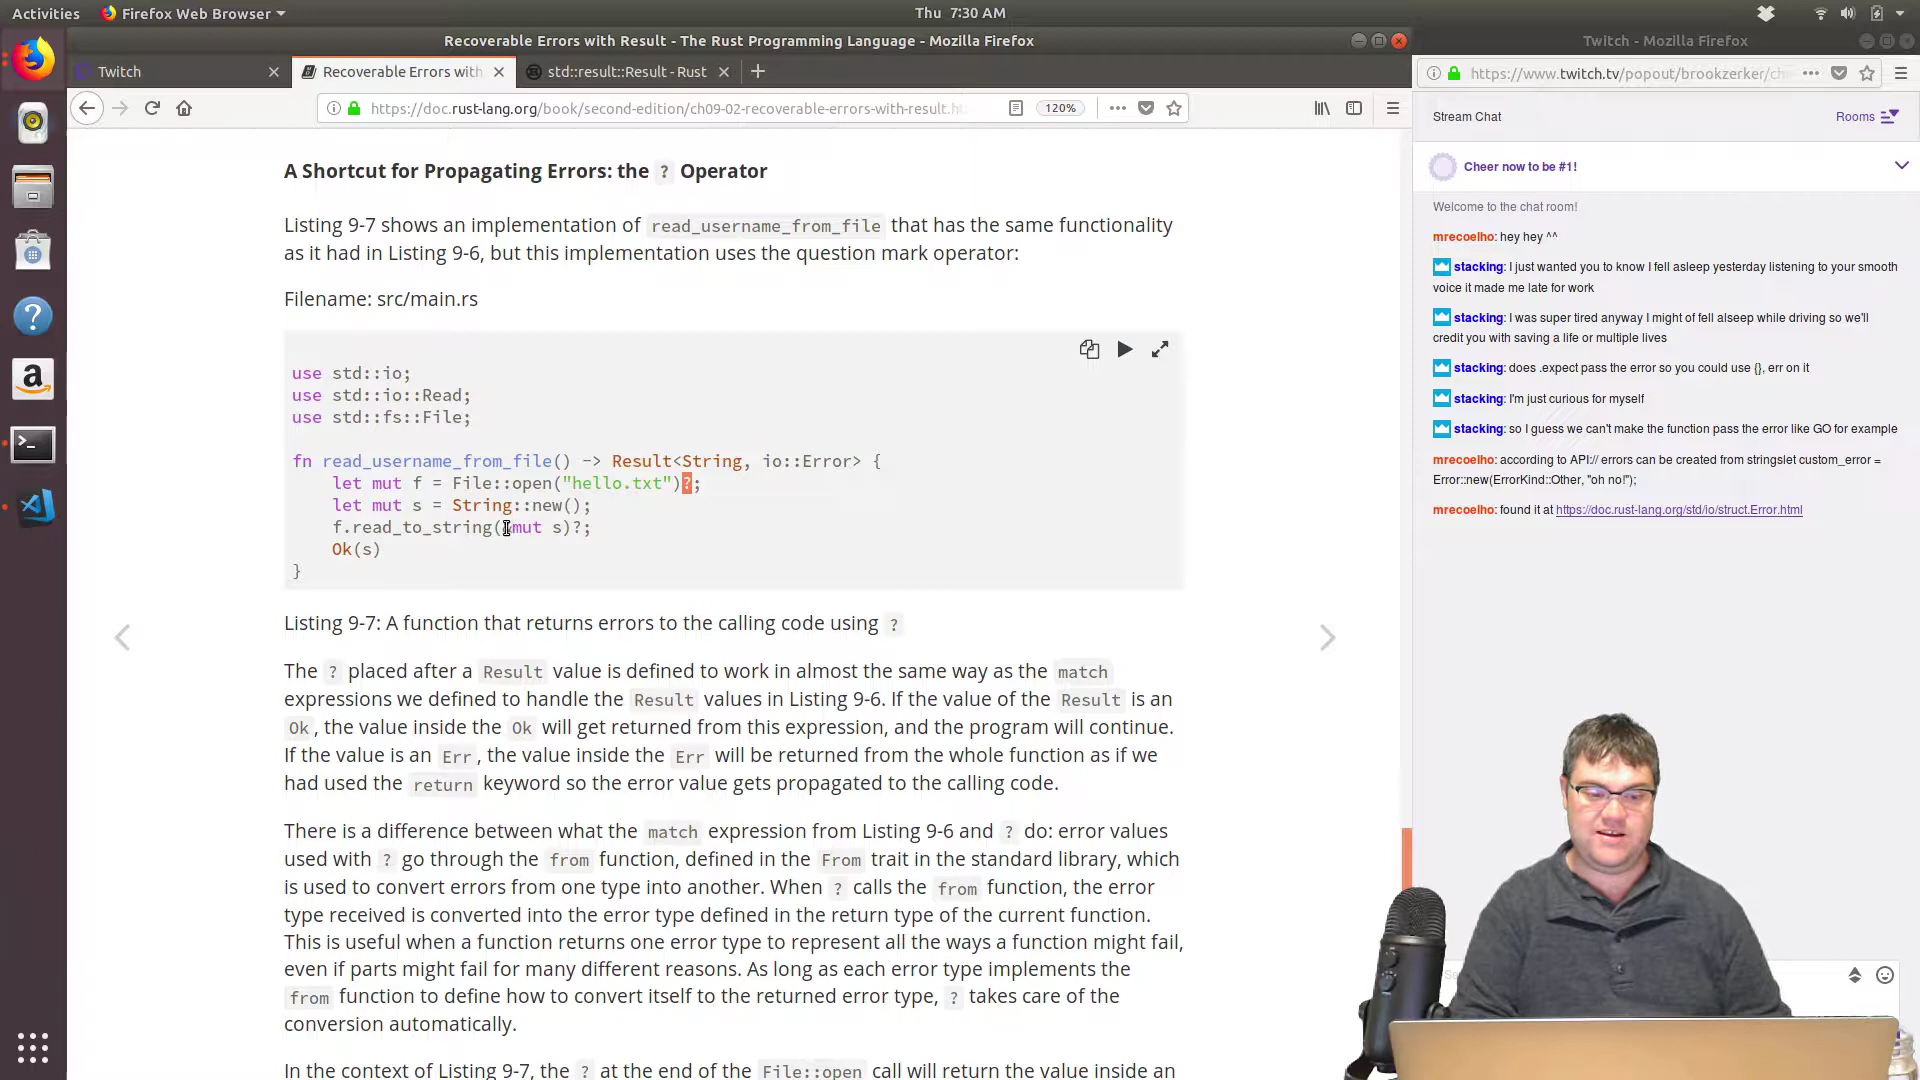 Activities
Firefox Web Browser
Thu 7:30 AM
Recoverable Errors with Result - The Rust Programming Language - Mozilla Firefox
Twitch - Mozilla Firefox
Twitch
Recoverable Errors with
std::result::Result - Rust
https://doc.rust-lang.org/book/second-edition/ch09-02-recoverable-errors-with-result.h
120%
https://www.twitch.tv/popout/brookzerker/ch
A Shortcut for Propagating Errors: the ? Operator
Listing 9-7 shows an implementation of read_username_from_file that has the same functionality
as it had in Listing 9-6, but this implementation uses the question mark operator:
Filename: src/main.rs
use std::io;
use std::io::Read;
use std::fs::File;
fn read_username_from_file() -> Result<String, io::Error> {
let mut f = File::open("hello.txt")?;
let mut s = String::new();
f.read_to_string(&mut s)?;
Ok(s)
}
Listing 9-7: A function that returns errors to the calling code using ?
The ? placed after a Result value is defined to work in almost the same way as the match
expressions we defined to handle the Result values in Listing 9-6. If the value of the Result is an
Ok, the value inside the Ok will get returned from this expression, and the program will continue.
If the value is an Err, the value inside the Err will be returned from the whole function as if we
had used the return keyword so the error value gets propagated to the calling code.
There is a difference between what the match expression from Listing 9-6 and ? do: error values
used with ? go through the from function, defined in the From trait in the standard library, which
is used to convert errors from one type into another. When ? calls the from function, the error
type received is converted into the error type defined in the return type of the current function.
This is useful when a function returns one error type to represent all the ways a function might fail,
even if parts might fail for many different reasons. As long as each error type implements the
from function to define how to convert itself to the returned error type, ? takes care of the
conversion automatically.
In the context of Listing 9-7, the ? at the end of the File::open call will return the value inside an
Stream Chat
Rooms
Cheer now to be #1!
Welcome to the chat room!
mrecoelho: hey hey ^^
stacking: I just wanted you to know I fell asleep yesterday listening to your smooth
voice it made me late for work
stacking: I was super tired anyway I might of fell alseep while driving so we'll
credit you with saving a life or multiple lives
stacking: does .expect pass the error so you could use {}, err on it
stacking: I'm just curious for myself
stacking: so I guess we can't make the function pass the error like GO for example
mrecoelho: according to API:// errors can be created from stringslet custom_error =
Error::new(ErrorKind::Other, "oh no!");
mrecoelho: found it at https://doc.rust-lang.org/std/io/struct.Error.html